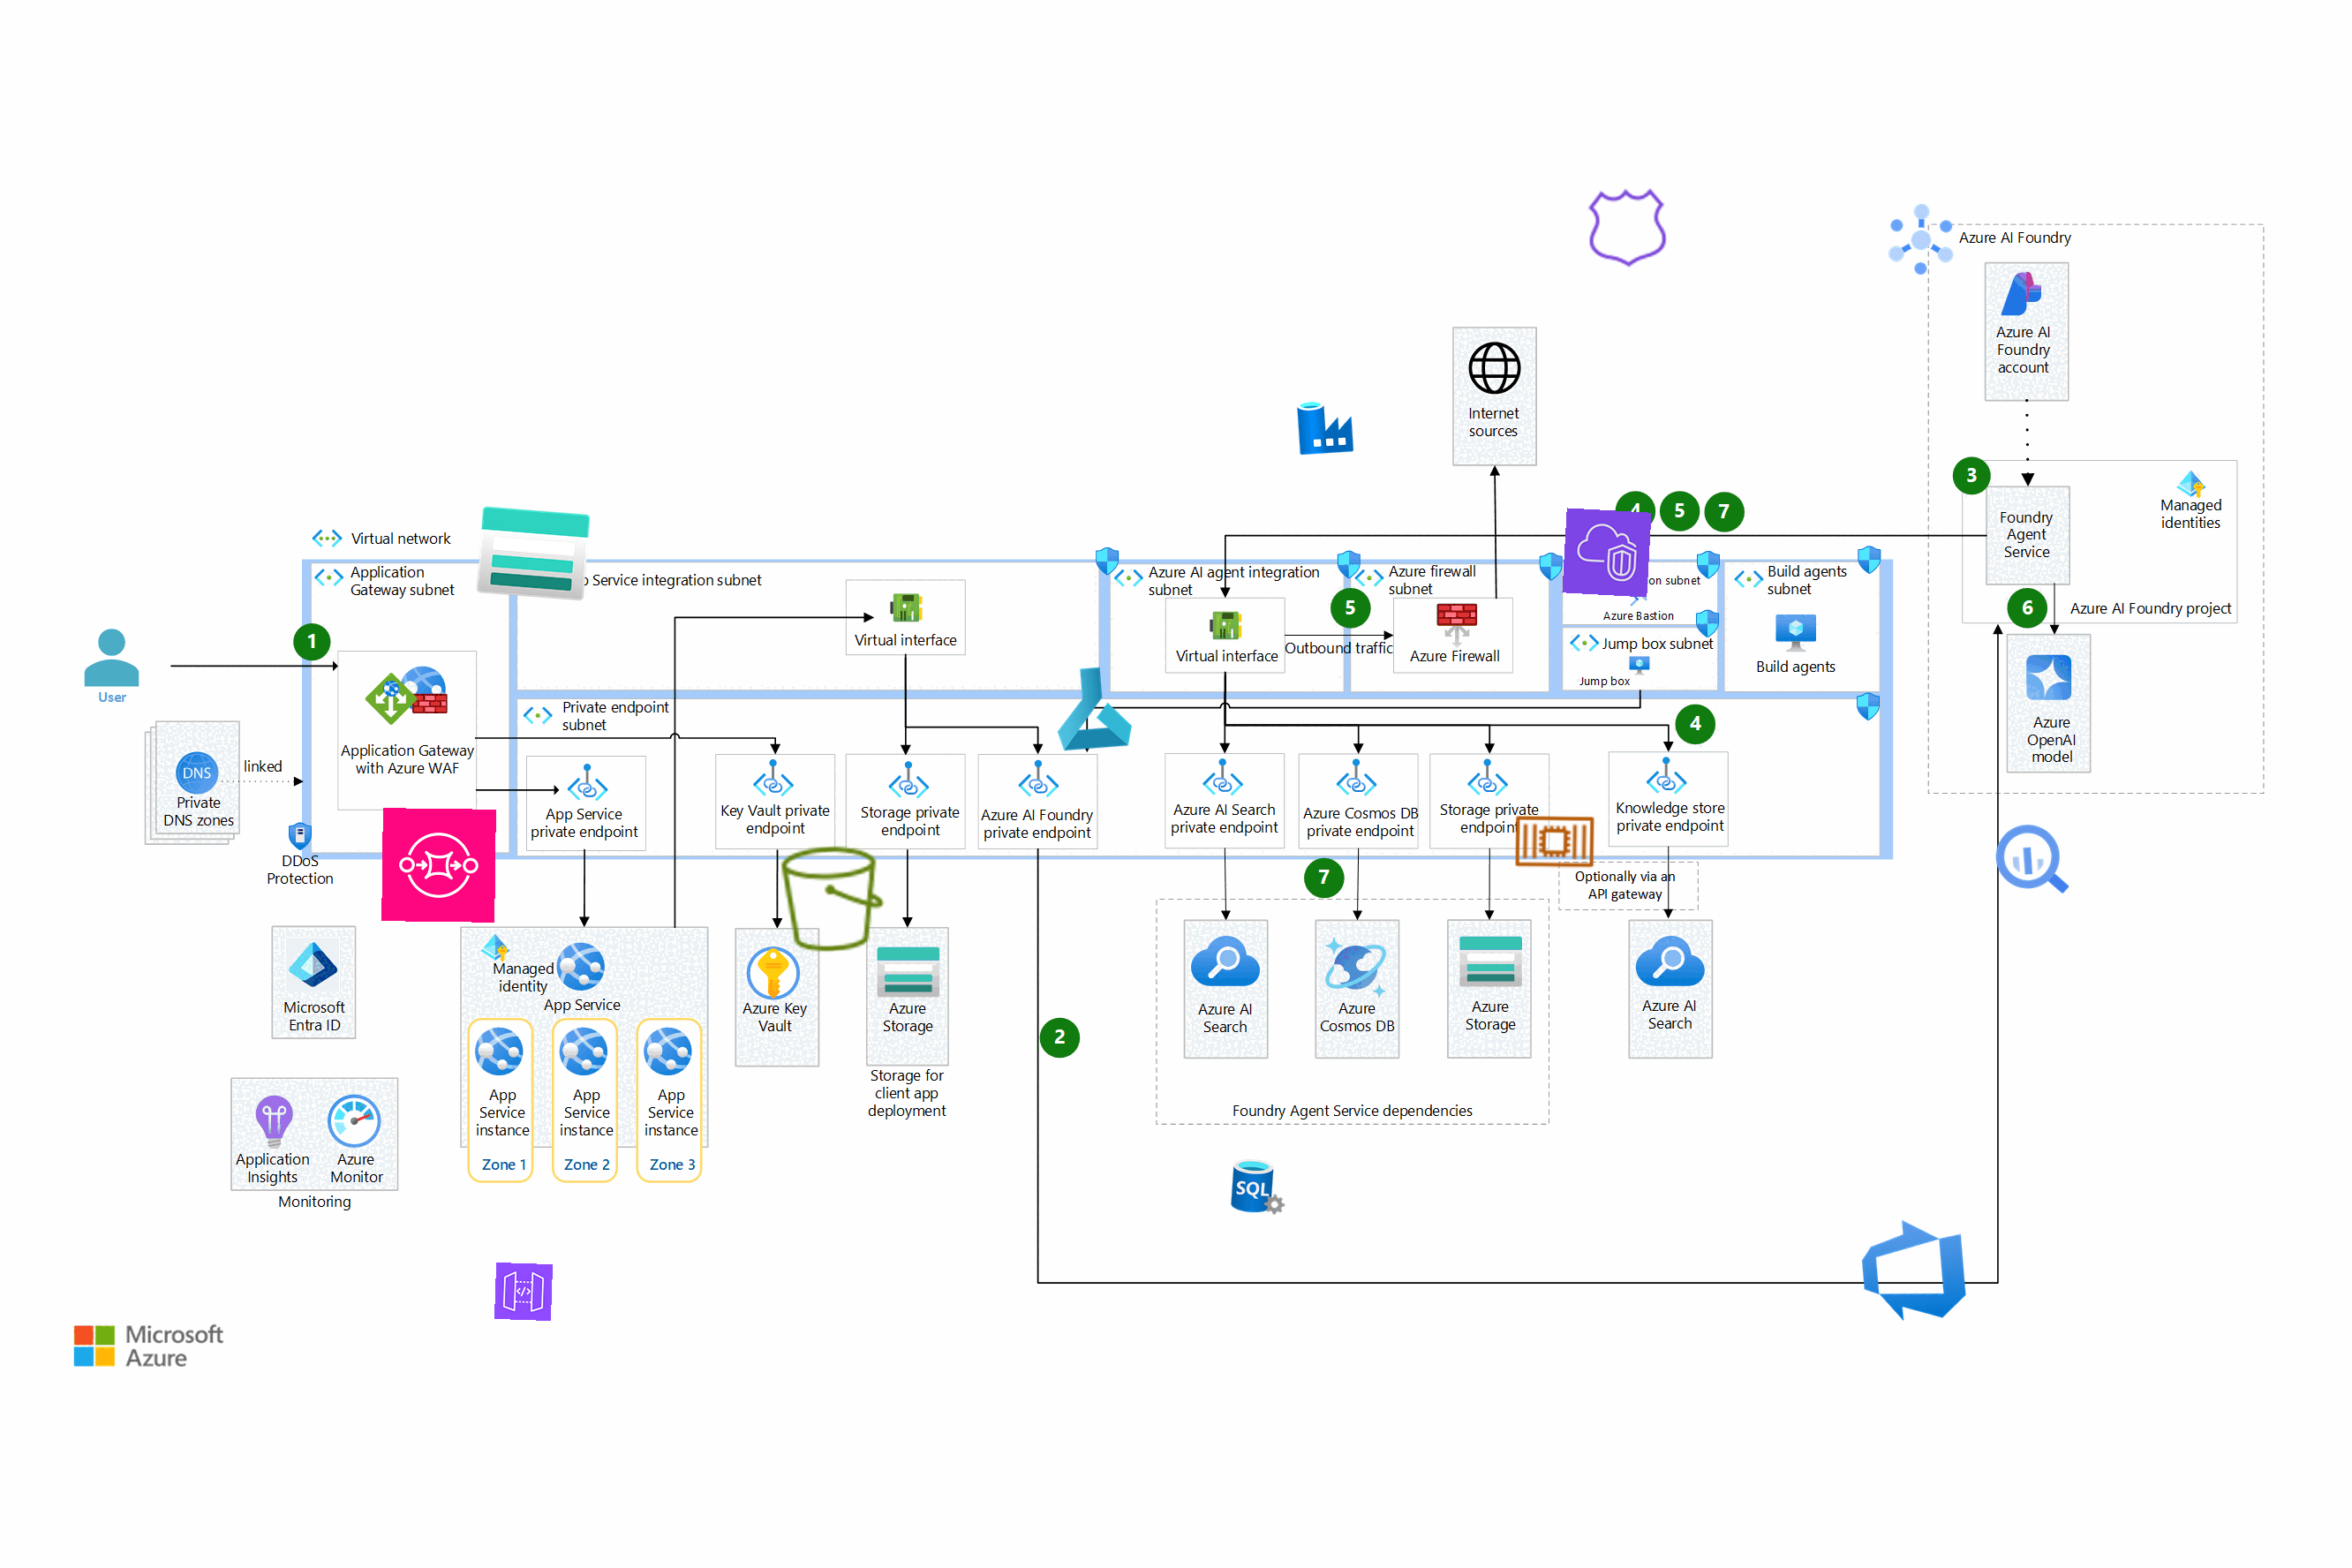 Azure AI Foundry
Azure AI
Foundry
account
Internet
sources
3
Managed
identities
Foundry
Agent
Service
4
5
7
Virtual network
Application
Gateway subnet
Service integration subnet
Azure AI agent integration
subnet
Azure firewall
subnet
subnet
Build agents
subnet
Azure Bastion
5
6
Azure AI Foundry project
1
User
Virtual interface
Virtual interface
Outbound traffic
Azure Firewall
Jump box subnet
Jump box
Build agents
Private endpoint
subnet
4
Azure
OpenAI
model
Application Gateway
with Azure WAF
DNS
linked
Private
DNS zones
App Service
private endpoint
Key Vault private
endpoint
Storage private
endpoint
Azure AI Foundry
private endpoint
Azure AI Search
private endpoint
Azure Cosmos DB
private endpoint
Storage private
endpoint
Knowledge store
private endpoint
DDoS
Protection
7
Optionally via an
API gateway
Microsoft
Entra ID
Managed
identity
App Service
Azure Key
Vault
Azure
Storage
Azure AI
Search
Azure
Cosmos DB
Azure
Storage
Azure AI
Search
2
App
Service
instance
App
Service
instance
App
Service
instance
Zone 1
Zone 2
Zone 3
Storage for
client app
deployment
Foundry Agent Service dependencies
Application
Insights
Azure
Monitor
Monitoring
SQL
Microsoft
Azure